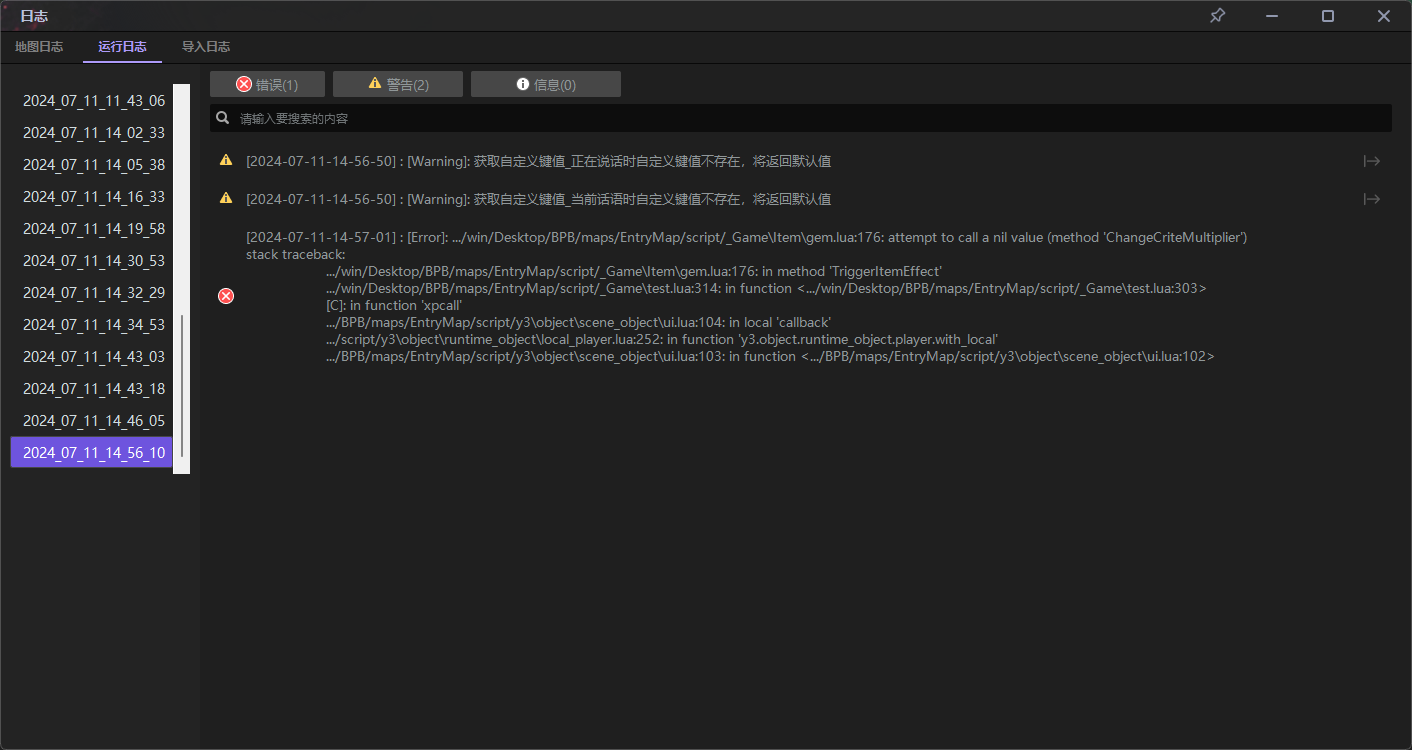 日志
地图日志
运行日志
导入日志
2024_07_11_11_43_06
2024_07_11_14_02_33
2024_07_11_14_05_38
2024_07_11_14_16_33
2024_07_11_14_19_58
2024_07_11_14_30_53
2024_07_11_14_32_29
2024_07_11_14_34_53
2024_07_11_14_43_03
2024_07_11_14_43_18
2024_07_11_14_46_05
2024_07_11_14_56_10
错误(1)
警告(2)
信息(0)
请输入要搜索的内容
[2024-07-11-14-56-50] : [Warning]: 获取自定义键值_正在说话时自定义键值不存在，将返回默认值
[2024-07-11-14-56-50] : [Warning]: 获取自定义键值_当前话语时自定义键值不存在，将返回默认值
[2024-07-11-14-57-01] : [Error]: .../win/Desktop/BPB/maps/EntryMap/script/_Game\Item\gem.lua:176: attempt to call a nil value (method 'ChangeCriteMultiplier')
stack traceback:
.../win/Desktop/BPB/maps/EntryMap/script/_Game\Item\gem.lua:176: in method 'TriggerItemEffect'
.../win/Desktop/BPB/maps/EntryMap/script/_Game\test.lua:314: in function <.../win/Desktop/BPB/maps/EntryMap/script/_Game\test.lua:303>
[C]: in function 'xpcall'
.../BPB/maps/EntryMap/script/y3\object\scene_object\ui.lua:104: in local 'callback'
.../script/y3\object\runtime_object\local_player.lua:252: in function 'y3.object.runtime_object.player.with_local'
.../BPB/maps/EntryMap/script/y3\object\scene_object\ui.lua:103: in function <.../BPB/maps/EntryMap/script/y3\object\scene_object\ui.lua:102>